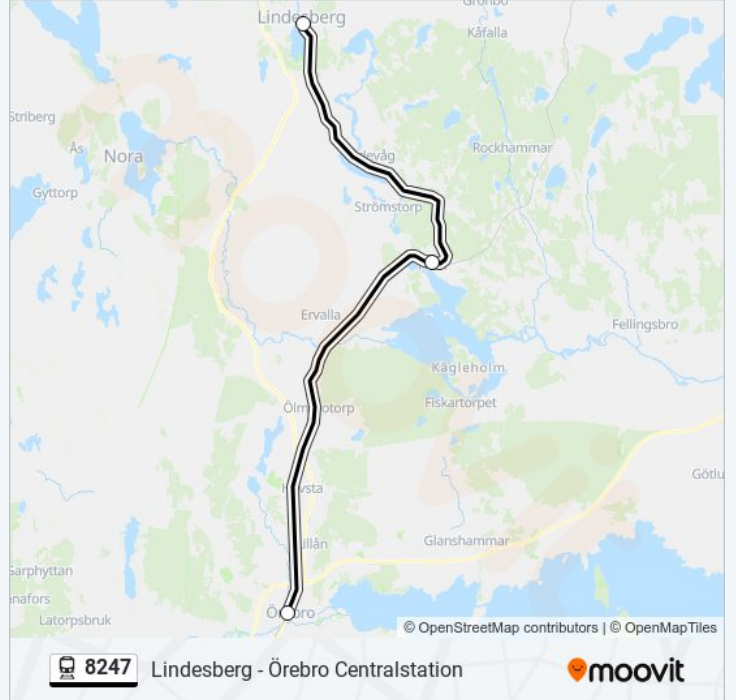 Grönbo
Lindesberg
Kåfalla
Striberg
Ås
Nora
Rockhammar
Gyttorp
Strömstorp
Ervalla
Fellingsbro
Kägleholm
Fiskartorpet
Götlu
Glanshammar
Garphyttan
Latorpsbruk
Örebro
© OpenStreetMap contributors | © OpenMapTiles
8247 Lindesberg - Örebro Centralstation
moovit